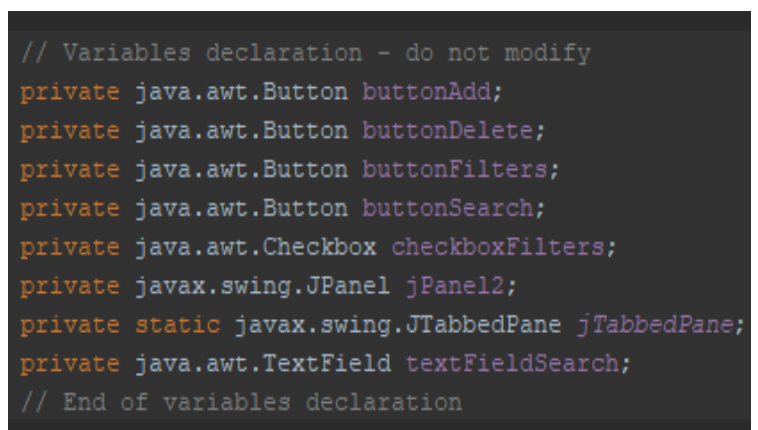 // Variables declaration - do not modify
private java.awt.Button buttonAdd;
private java.awt.Button buttonDelete;
private java.awt.Button buttonFilters;
private java.awt.Button buttonSearch;
private java.awt.Checkbox checkboxFilters;
private javax.swing.JPanel jPanel2;
private static javax.swing.JTabbedPane jTabbedPane;
private java.awt.TextField textFieldSearch;
// End of variables declaration